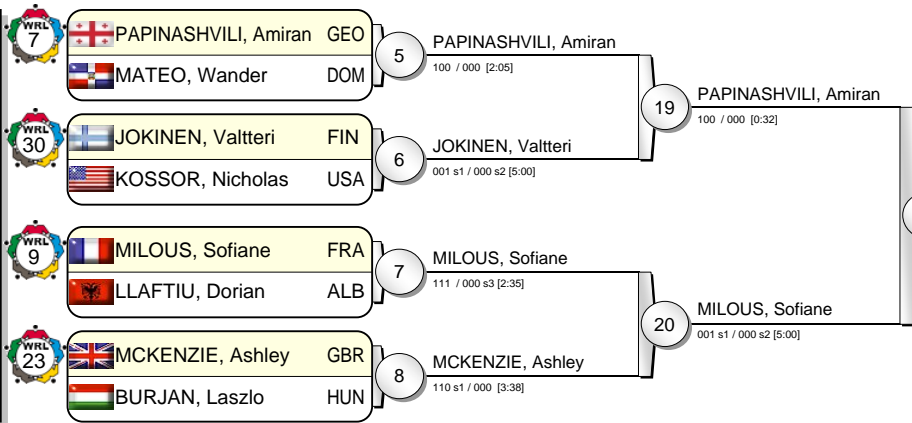 WRL
7
PAPINASHVILI, Amiran GEO
MATEO, Wander DOM
5
PAPINASHVILI, Amiran
100 / 000 [2:05]
WRL
30
JOKINEN, Valtteri FIN
KOSSOR, Nicholas USA
6
JOKINEN, Valtteri
001 s1 / 000 s2 [5:00]
19
PAPINASHVILI, Amiran
100 / 000 [0:32]
WRL
9
MILOUS, Sofiane FRA
LLAFTIU, Dorian ALB
7
MILOUS, Sofiane
111 / 000 s3 [2:35]
WRL
23
MCKENZIE, Ashley GBR
BURJAN, Laszlo HUN
8
MCKENZIE, Ashley
110 s1 / 000 [3:38]
20
MILOUS, Sofiane
001 s1 / 000 s2 [5:00]